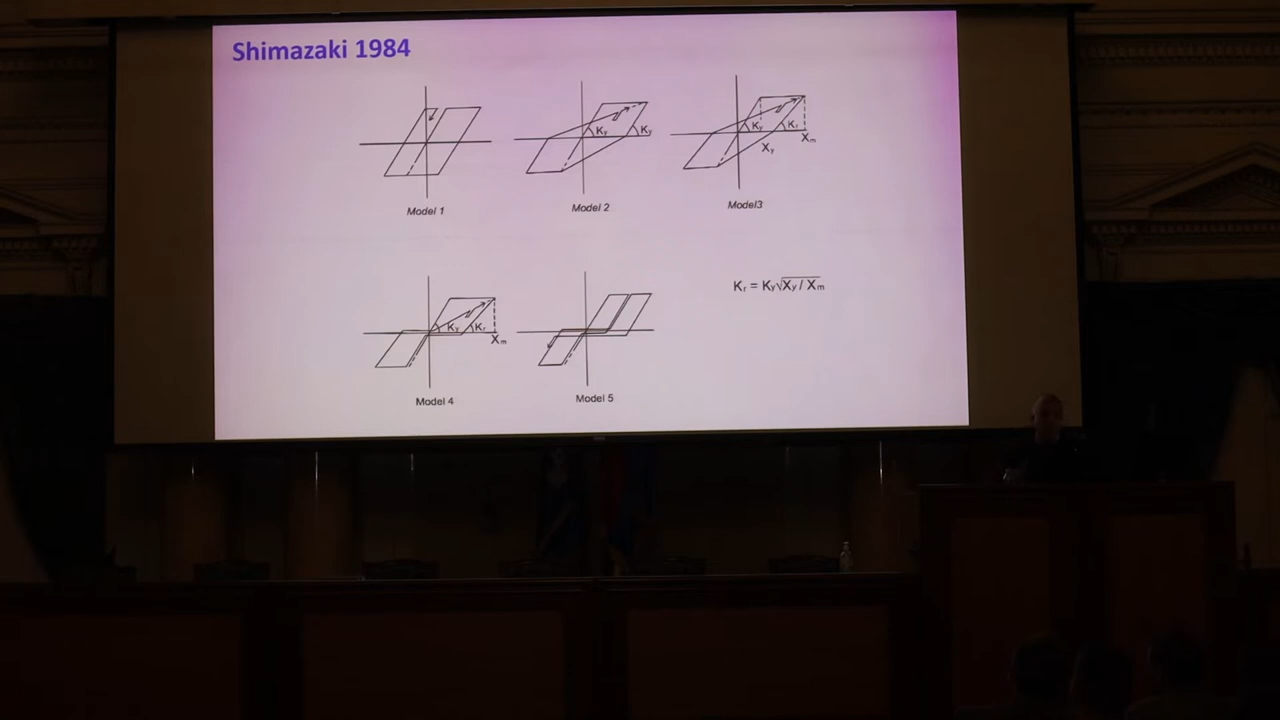 Shimazaki 1984
Ky
Ky
Ky
Kr
Xy
Xm
Model 1
Model 2
Model3
Kr = Ky√Xy / Xm
Ky
Kr
Xm
Model 4
Model 5